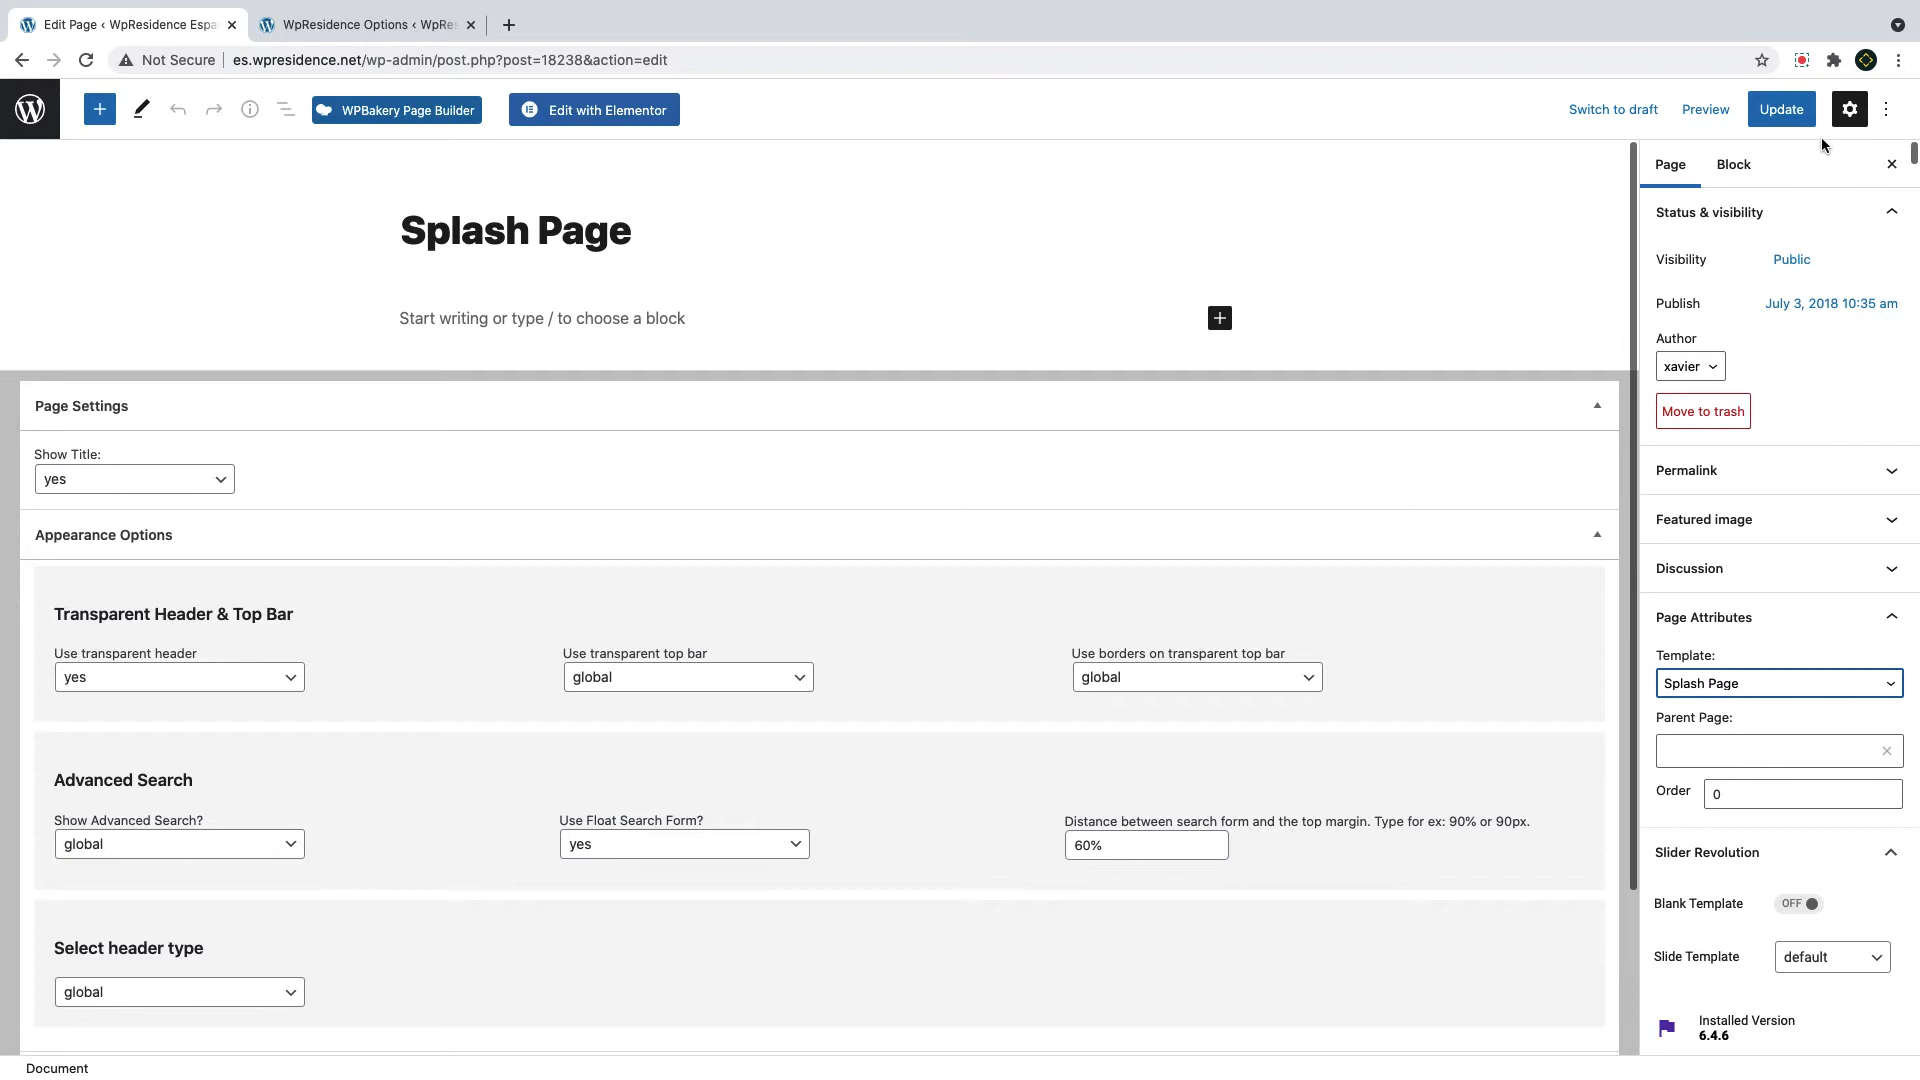 Edit Page ‹ WpResidence Espa
WpResidence Options ‹ WpRes
Not Secure
es.wpresidence.net/wp-admin/post.php?post=18238&action=edit
WPBakery Page Builder
Edit with Elementor
Switch to draft
Preview
Update
Page
Block
Splash Page
Start writing or type / to choose a block
Page Settings
Show Title:
yes
Appearance Options
Transparent Header & Top Bar
Use transparent header
yes
Use transparent top bar
global
Use borders on transparent top bar
global
Advanced Search
Show Advanced Search?
global
Use Float Search Form?
yes
Distance between search form and the top margin. Type for ex: 90% or 90px.
60%
Select header type
global
Status & visibility
Visibility
Public
Publish
July 3, 2018 10:35 am
Author
xavier
Move to trash
Permalink
Featured image
Discussion
Page Attributes
Template:
Splash Page
Parent Page:
Order
0
Slider Revolution
Blank Template
OFF
Slide Template
default
Installed Version
6.4.6
Document